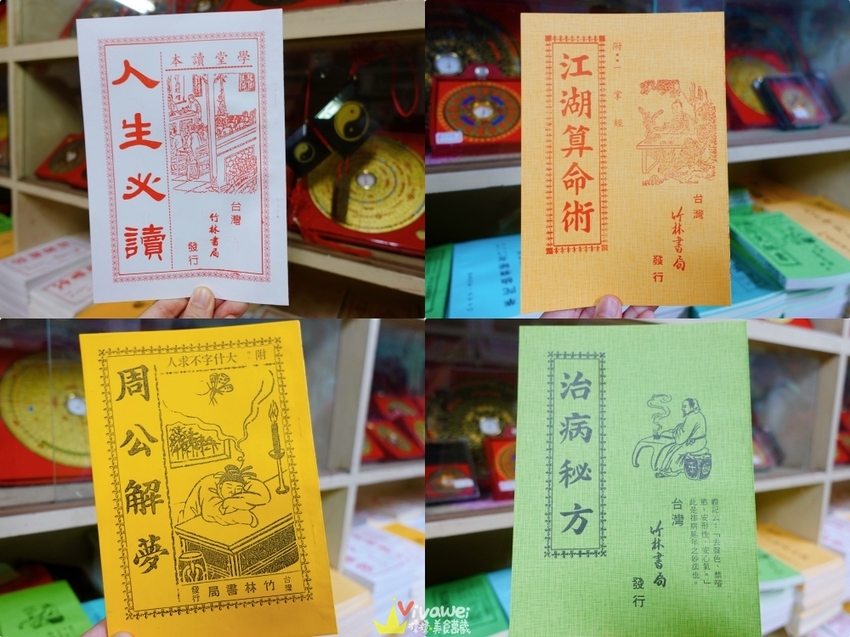 人生必讀
學堂讀本
台灣
竹林書局
發行
江湖算命術
附:一掌經
台灣
竹林書局
發行
周公解夢
附 大什字不求人
台灣
竹林書局
發行
治病秘方
台灣
竹林書局
發行
Vivawei